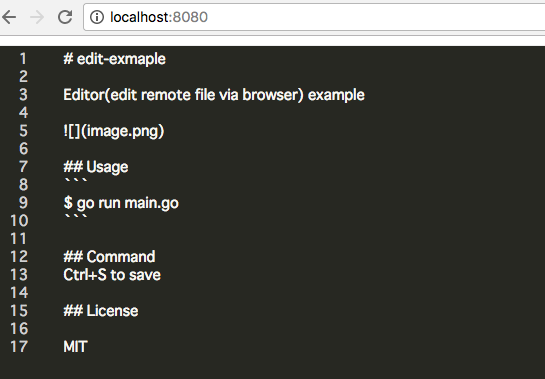 localhost:8080
1 # edit-exmaple
2
3 Editor(edit remote file via browser) example
4
5 ![](image.png)
6
7 ## Usage
8 ```
9 $ go run main.go
10 ```
11
12 ## Command
13 Ctrl+S to save
14
15 ## License
16
17 MIT